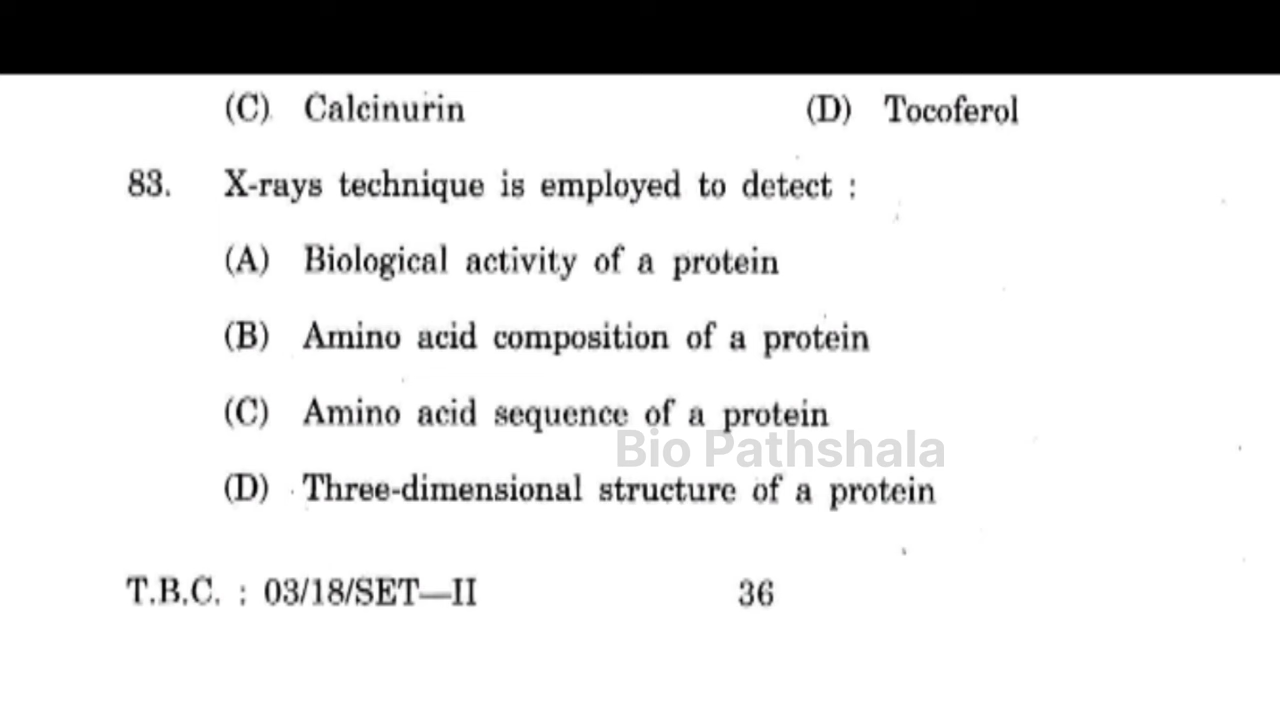 (C) Calcinurin (D) Tocoferol
83. X-rays technique is employed to detect :
(A) Biological activity of a protein
(B) Amino acid composition of a protein
(C) Amino acid sequence of a protein
Bio Pathshala
(D) Three-dimensional structure of a protein
T.B.C. : 03/18/SET—II 36